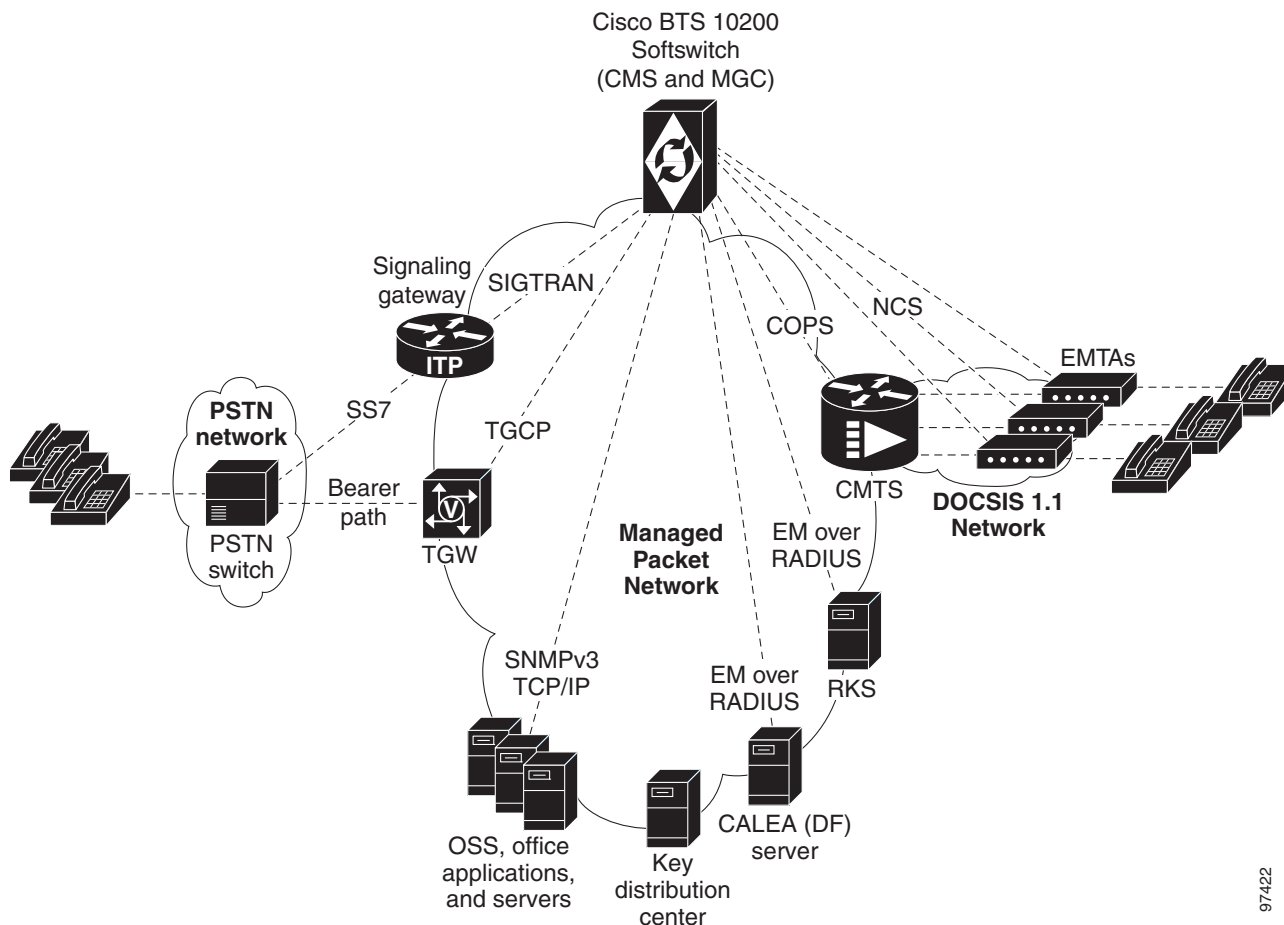 Cisco BTS 10200
Softswitch
(CMS and MGC)
Signaling
gateway
SIGTRAN
ITP
COPS
NCS
EMTAs
PSTN
network
SS7
TGCP
Bearer
path
PSTN
switch
V
TGW
CMTS
DOCSIS 1.1
Network
Managed
Packet
Network
EM over
RADIUS
SNMPv3
TCP/IP
EM over
RADIUS
RKS
OSS, office
applications,
and servers
Key
distribution
center
CALEA (DF)
server
97422